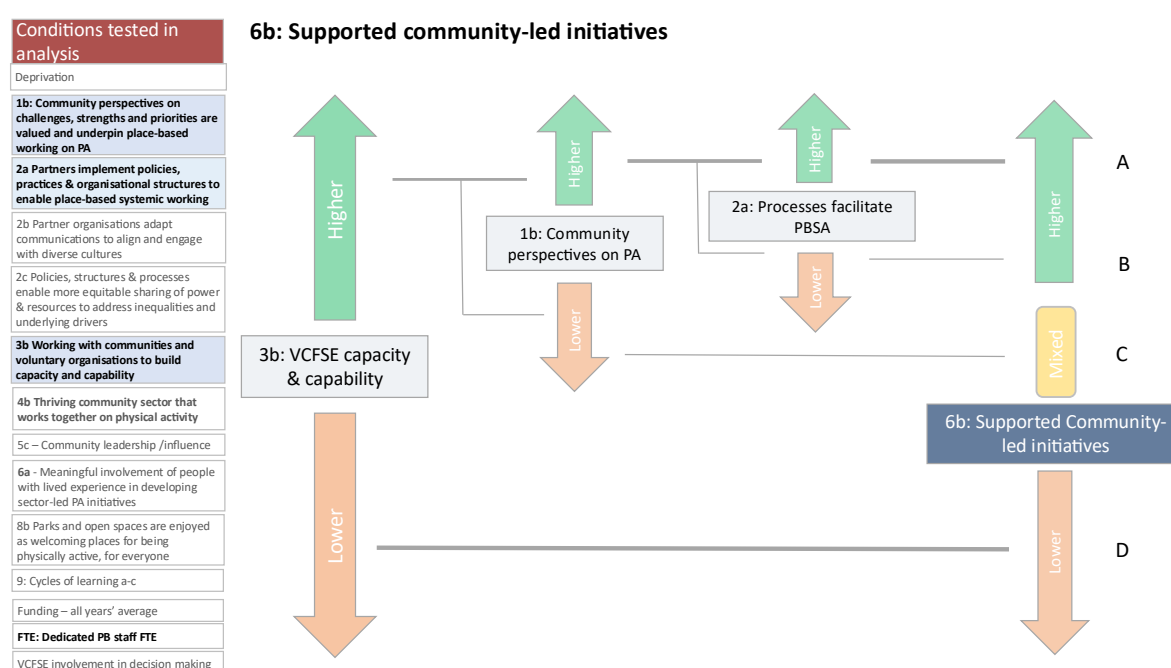 6b: Supported community-led initiatives
Conditions tested in
analysis
Deprivation
1b: Community perspectives on
challenges, strengths and priorities are
valued and underpin place-based
working on PA
2a Partners implement policies,
practices & organisational structures to
enable place-based systemic working
2b Partner organisations adapt
communications to align and engage
with diverse cultures
2c Policies, structures & processes
enable more equitable sharing of power
& resources to address inequalities and
underlying drivers
3b Working with communities and
voluntary organisations to build
capacity and capability
4b Thriving community sector that
works together on physical activity
5c – Community leadership /influence
6a - Meaningful involvement of people
with lived experience in developing
sector-led PA initiatives
8b Parks and open spaces are enjoyed
as welcoming places for being
physically active, for everyone
9: Cycles of learning a-c
Funding – all years' average
FTE: Dedicated PB staff FTE
VCFSE involvement in decision making
Higher
3b: VCFSE capacity
& capability
Lower
Higher
1b: Community
perspectives on PA
Lower
Higher
2a: Processes facilitate
PBSA
Lower
Higher
Mixed
6b: Supported Community-
led initiatives
Lower
A
B
C
D